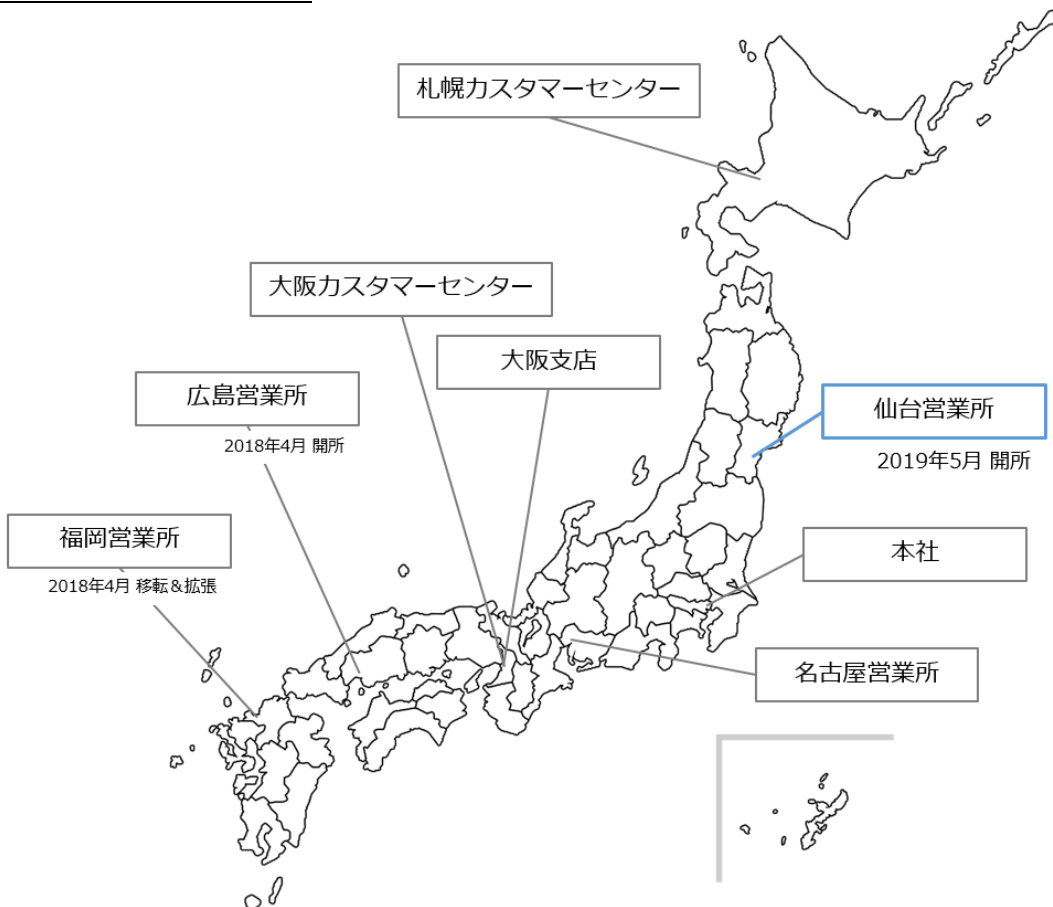 札幌カスタマーセンター
大阪カスタマーセンター
大阪支店
広島営業所
2018年4月 開所
仙台営業所
2019年5月 開所
福岡営業所
2018年4月 移転＆拡張
本社
名古屋営業所